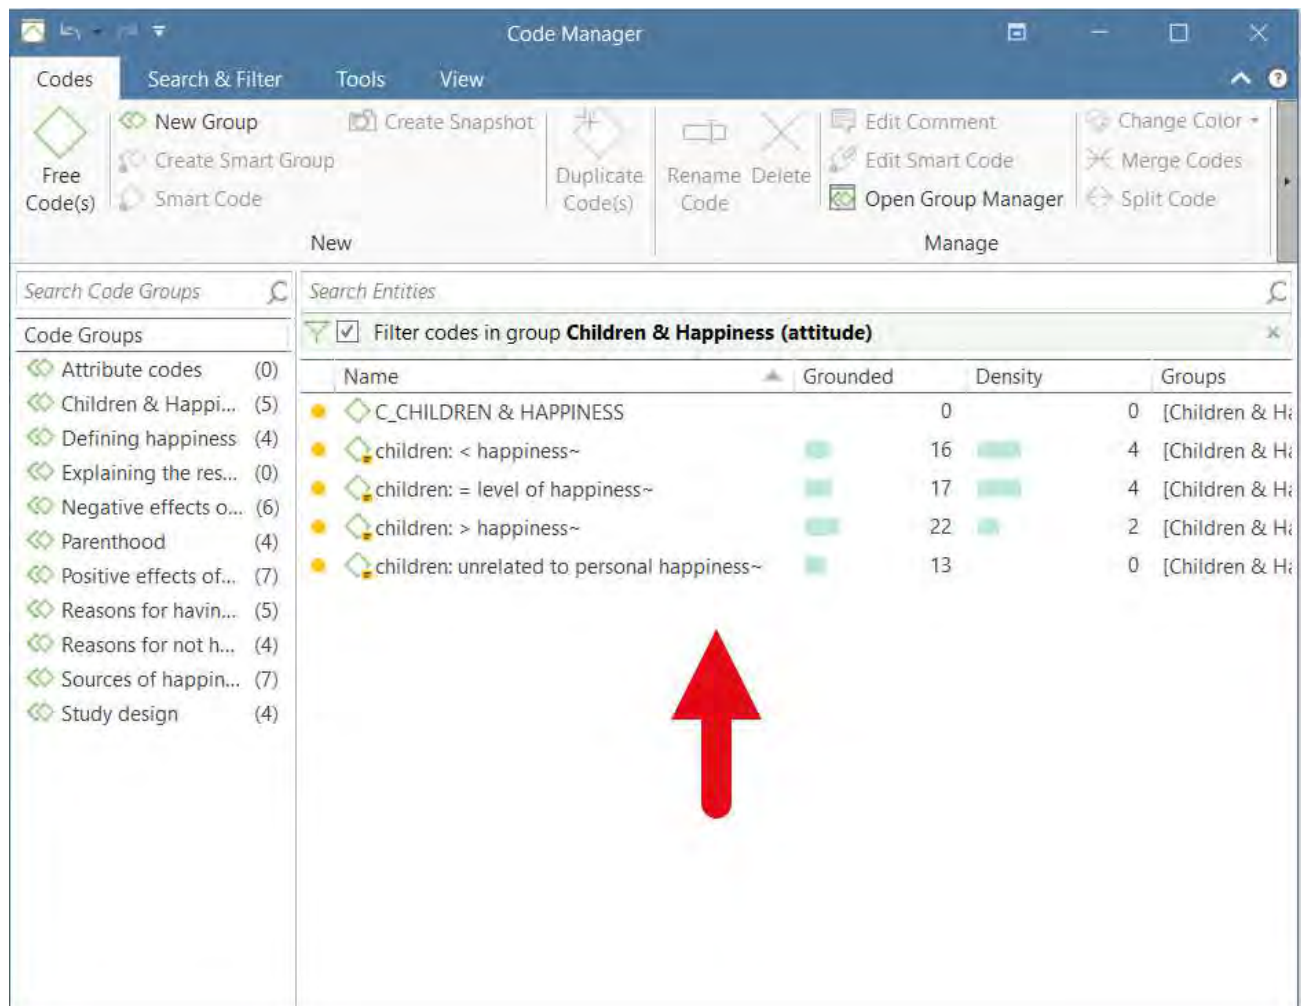 Code Manager
Codes Search & Filter Tools View
Free Code(s)
New Group
Create Smart Group
Smart Code
Create Snapshot
Duplicate Code(s)
New
Rename Code
Delete
Edit Comment
Edit Smart Code
Open Group Manager
Change Color
Merge Codes
Split Code
Manage
Search Code Groups
Code Groups
Attribute codes (0)
Children & Happi... (5)
Defining happiness (4)
Explaining the res... (0)
Negative effects o... (6)
Parenthood (4)
Positive effects of... (7)
Reasons for havin... (5)
Reasons for not h... (4)
Sources of happin... (7)
Study design (4)
Search Entities
Filter codes in group Children & Happiness (attitude)
Name Grounded Density Groups
C_CHILDREN & HAPPINESS 0 0 [Children & Ha
children: < happiness~ 16 4 [Children & Ha
children: = level of happiness~ 17 4 [Children & Ha
children: > happiness~ 22 2 [Children & Ha
children: unrelated to personal happiness~ 13 0 [Children & Ha